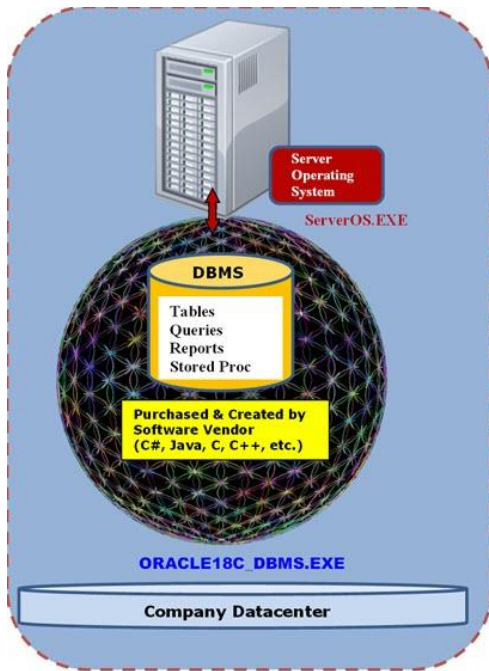 Server
Operating
System
ServerOS.EXE
DBMS
Tables
Queries
Reports
Stored Proc
Purchased & Created by
Software Vendor
(C#, Java, C, C++, etc.)
ORACLE18C_DBMS.EXE
Company Datacenter